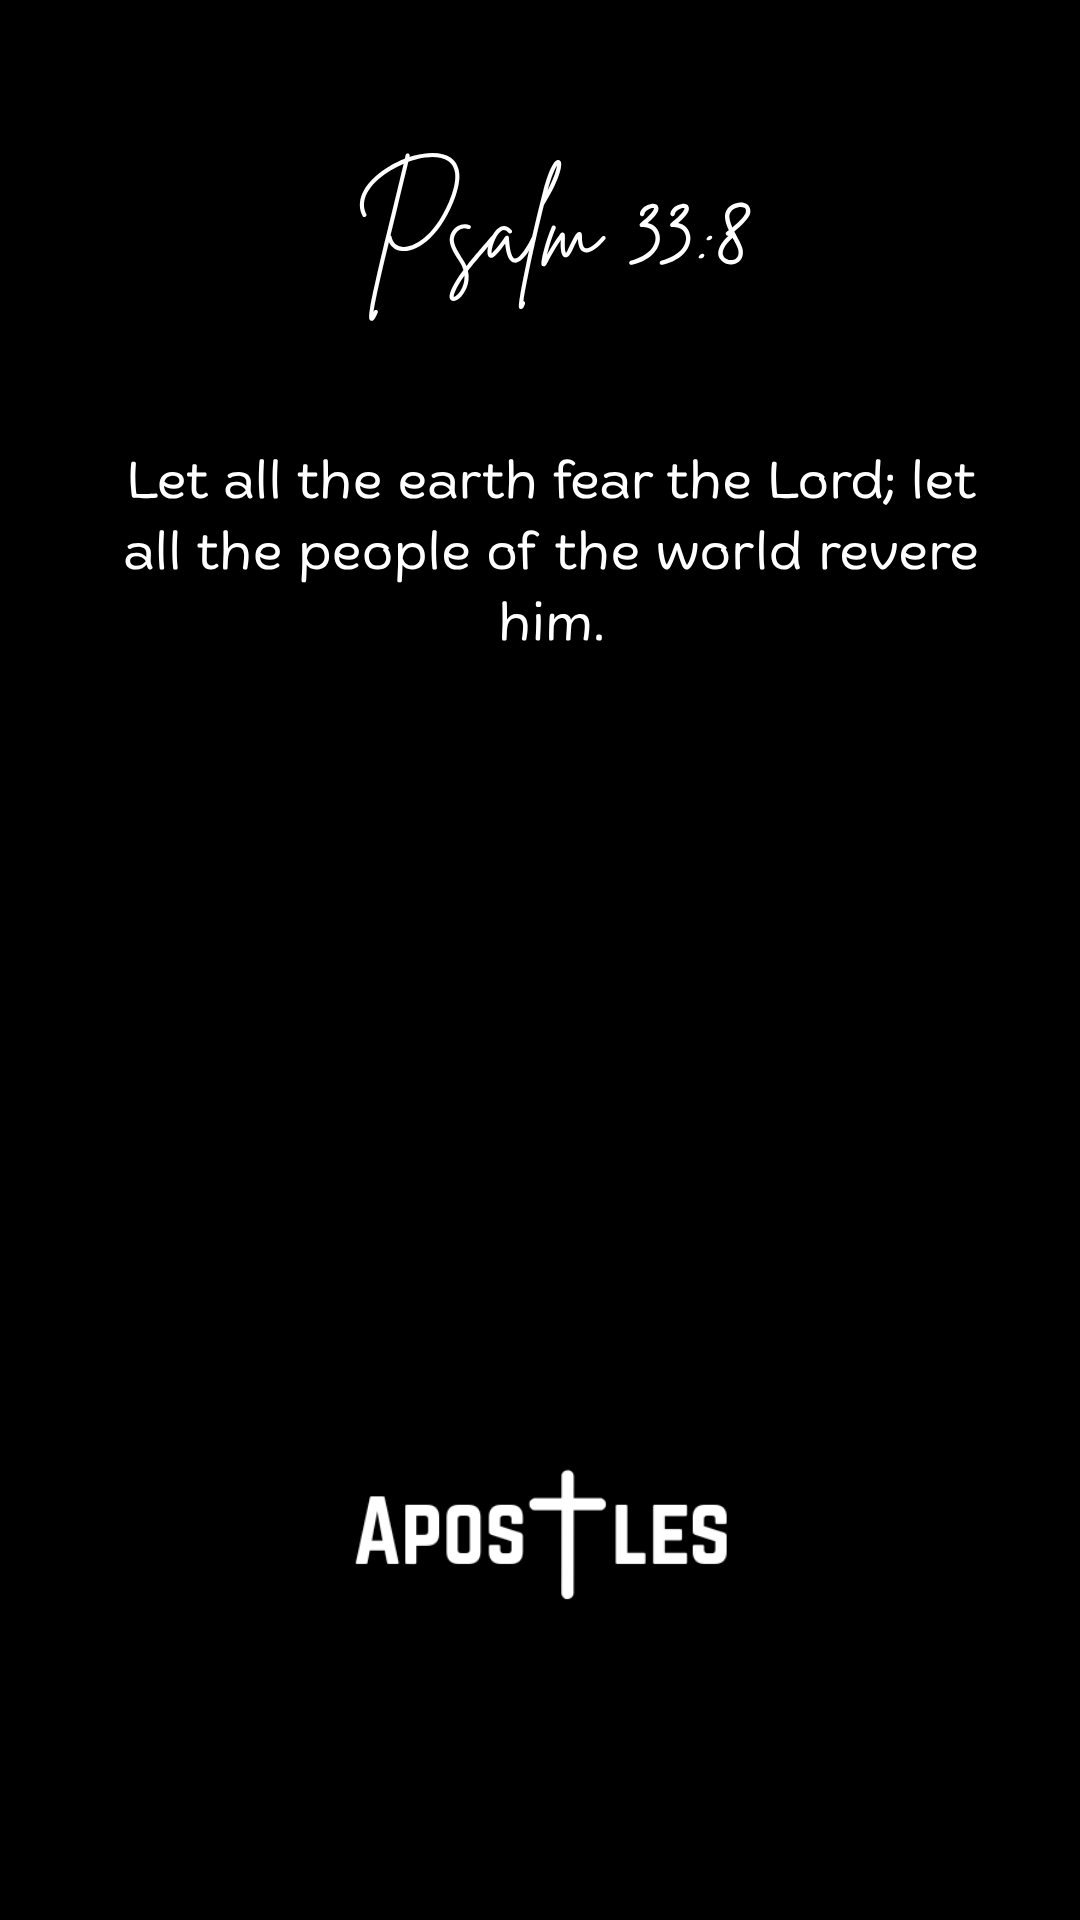 Psalm 33:8
Let all the earth fear the Lord; let
all the people of the world revere
him.
Apostles